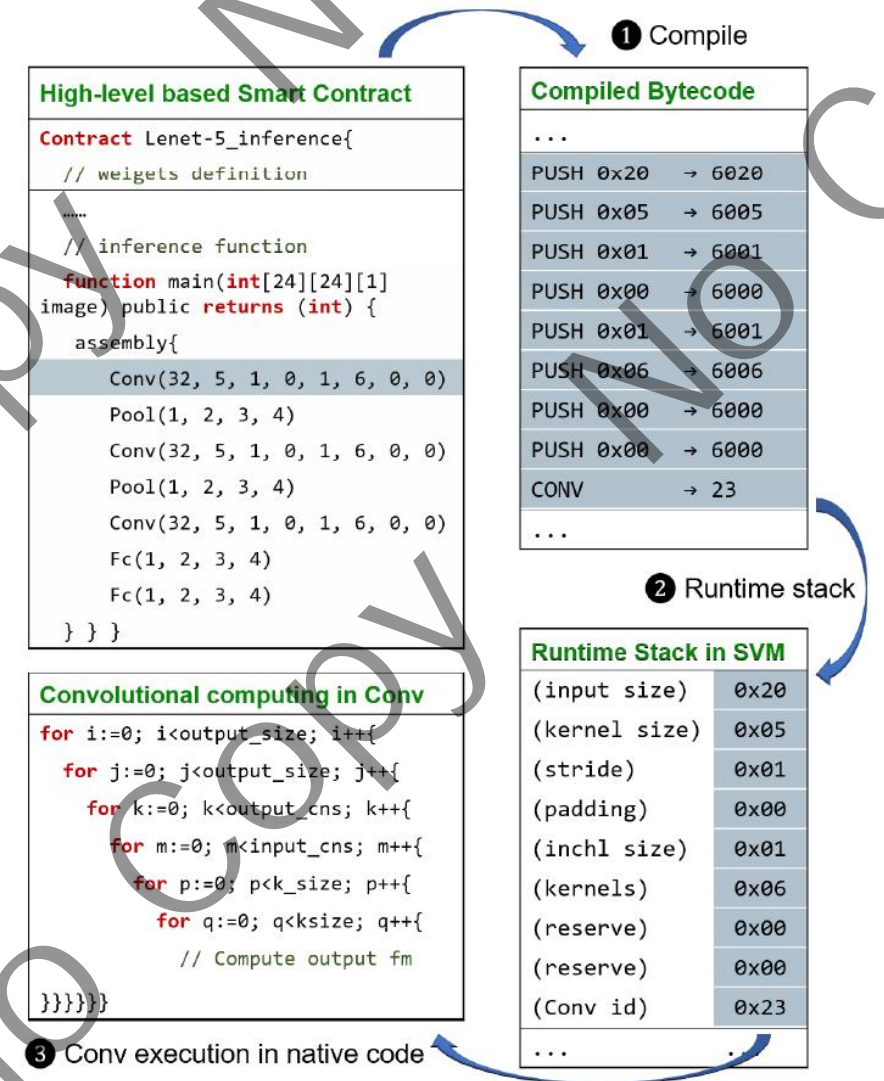 ❶ Compile
High-level based Smart Contract
Contract Lenet-5_inference{
// weigets definition
......
// inference function
function main(int[24][24][1]
image) public returns (int) {
assembly{
Conv(32, 5, 1, 0, 1, 6, 0, 0)
Pool(1, 2, 3, 4)
Conv(32, 5, 1, 0, 1, 6, 0, 0)
Pool(1, 2, 3, 4)
Conv(32, 5, 1, 0, 1, 6, 0, 0)
Fc(1, 2, 3, 4)
Fc(1, 2, 3, 4)
} } }
Compiled Bytecode
...
PUSH 0x20 → 6020
PUSH 0x05 → 6005
PUSH 0x01 → 6001
PUSH 0x00 → 6000
PUSH 0x01 → 6001
PUSH 0x06 → 6006
PUSH 0x00 → 6000
PUSH 0x00 → 6000
CONV → 23
...
❷ Runtime stack
Runtime Stack in SVM
(input size) 0x20
(kernel size) 0x05
(stride) 0x01
(padding) 0x00
(inchl size) 0x01
(kernels) 0x06
(reserve) 0x00
(reserve) 0x00
(Conv id) 0x23
... ...
Convolutional computing in Conv
for i:=0; i<output_size; i++{
for j:=0; j<output_size; j++{
for k:=0; k<output_cns; k++{
for m:=0; m<input_cns; m++{
for p:=0; p<k_size; p++{
for q:=0; q<ksize; q++{
// Compute output fm
}}}}}}
❸ Conv execution in native code
No Copy
No Copy